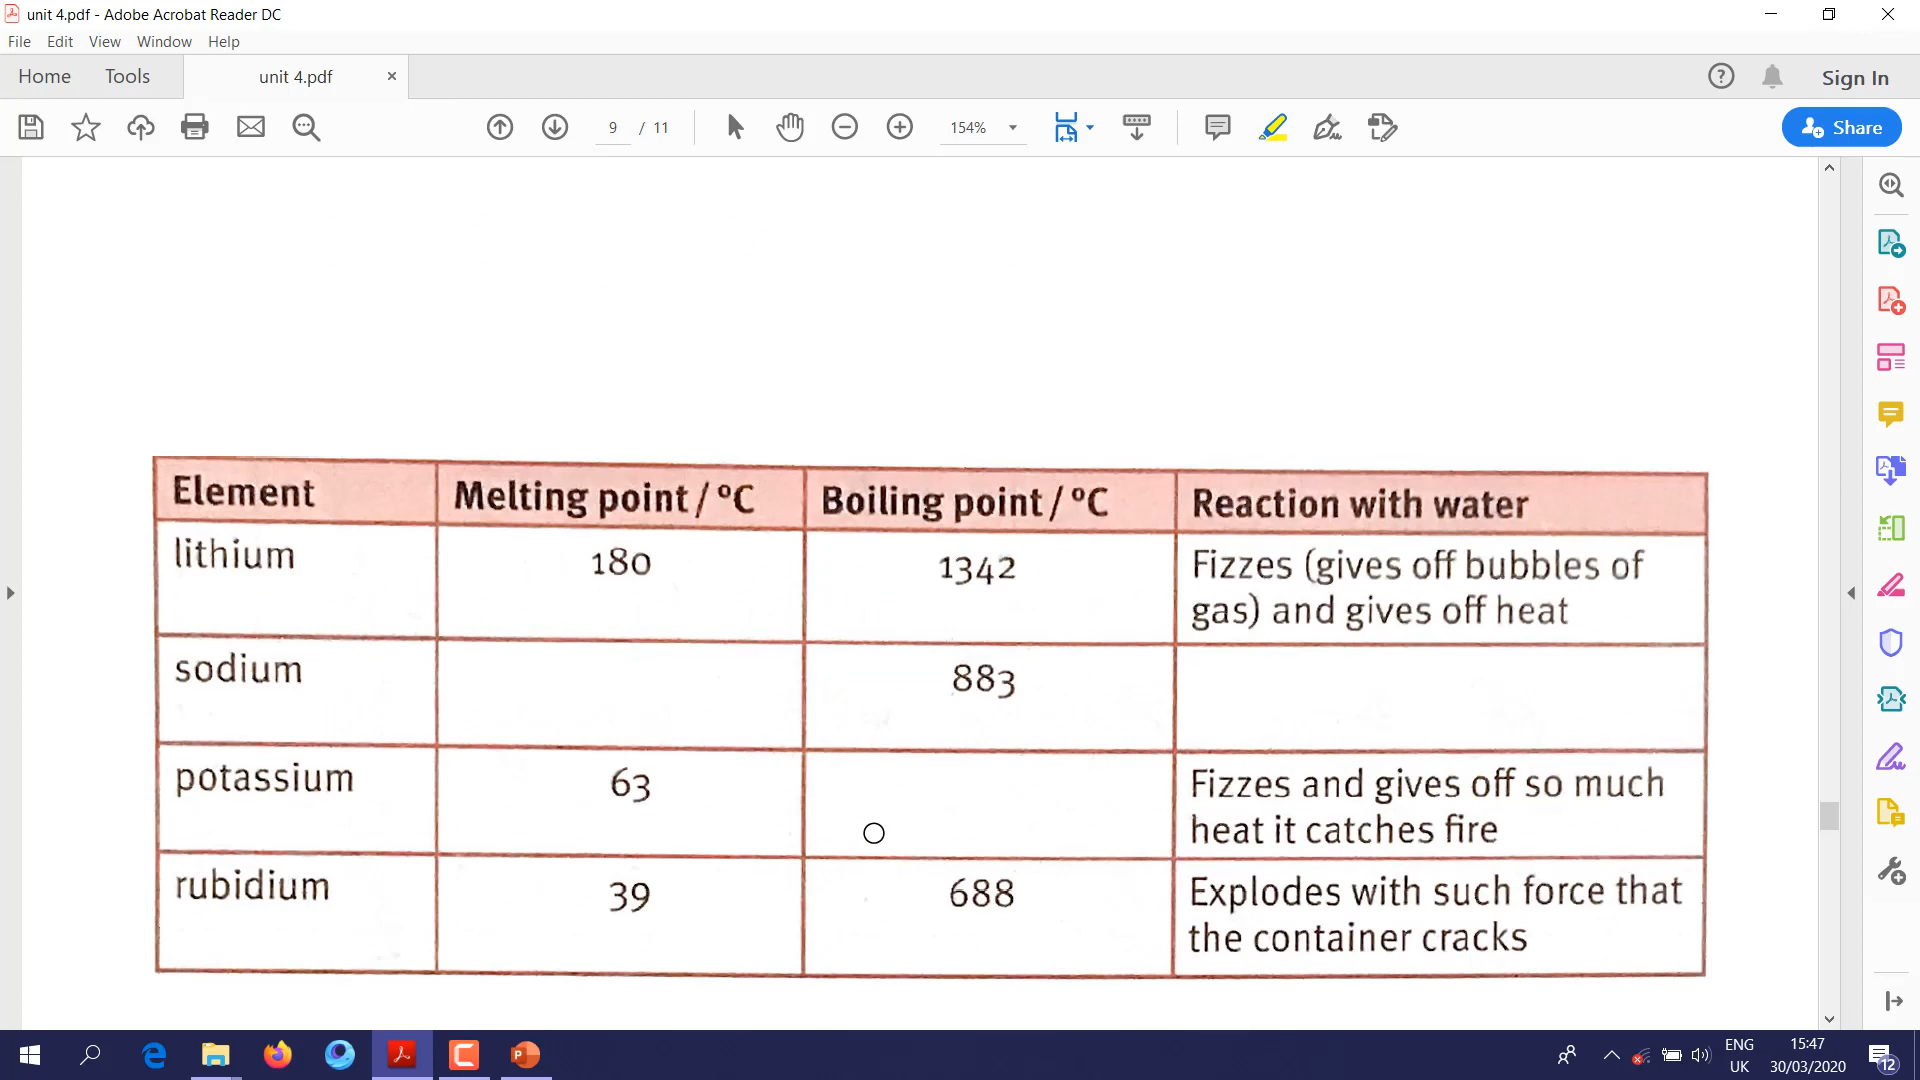 unit 4.pdf - Adobe Acrobat Reader DC
File Edit View Window Help
Home Tools unit 4.pdf × Sign In
9 / 11 154% Share
Element Melting point / °C Boiling point / °C Reaction with water
lithium 180 1342 Fizzes (gives off bubbles of
gas) and gives off heat
sodium 883
potassium 63 Fizzes and gives off so much
heat it catches fire
rubidium 39 688 Explodes with such force that
the container cracks
ENG 15:47
UK 30/03/2020 12